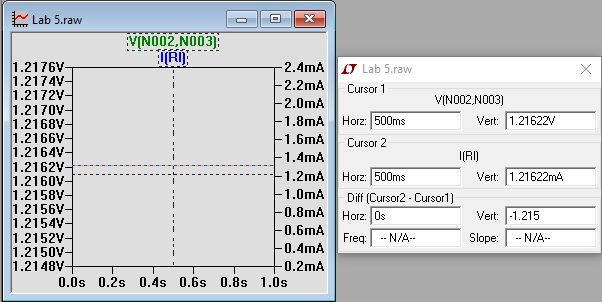 Lab 5.raw
V(N002,N003)
I(RI)
1.2176V 2.4mA
1.2174V 2.2mA
1.2172V 2.0mA
1.2170V
1.2168V 1.8mA
1.2166V 1.6mA
1.2164V 1.4mA
1.2162V
1.2160V 1.2mA
1.2158V 1.0mA
1.2156V 0.8mA
1.2154V
1.2152V 0.6mA
1.2150V 0.4mA
1.2148V 0.2mA
0.0s 0.2s 0.4s 0.6s 0.8s 1.0s
Lab 5.raw
Cursor 1
V(N002,N003)
Horz: 500ms Vert: 1.21622V
Cursor 2
I(RI)
Horz: 500ms Vert: 1.21622mA
Diff (Cursor2 - Cursor1)
Horz: 0s Vert: -1.215
Freq: -- N/A-- Slope: -- N/A--